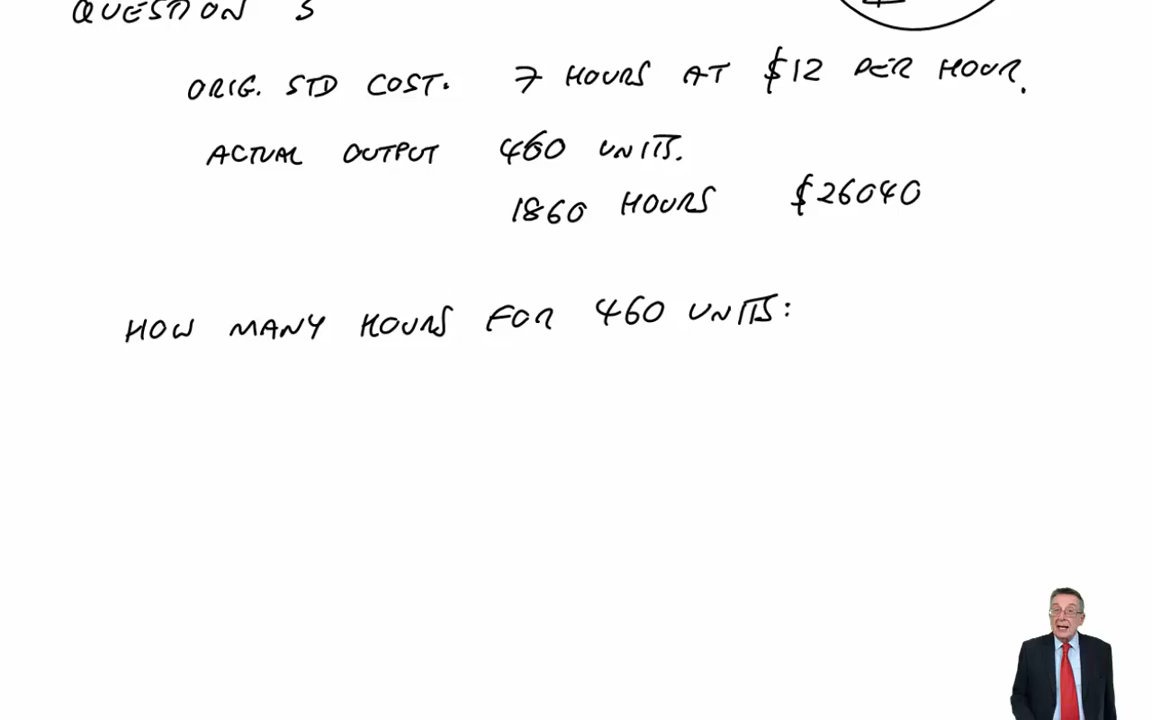 QUESTION 3
ORIG. STD COST. 7 HOURS AT $12 PER HOUR.
ACTUAL OUTPUT 460 UNITS.
1860 HOURS $26040
HOW MANY HOURS FOR 460 UNITS: